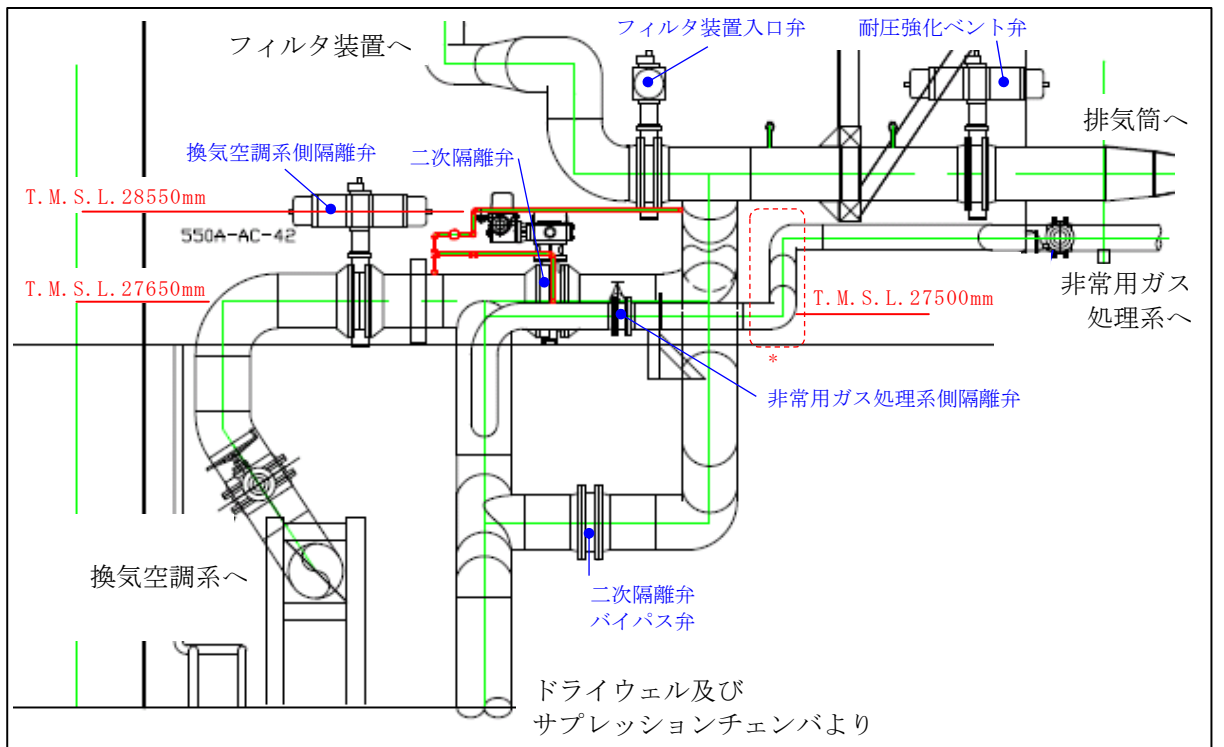 フィルタ装置へ
フィルタ装置入口弁
耐圧強化ベント弁
排気筒へ
換気空調系側隔離弁
二次隔離弁
T.M.S.L.28550mm
550A-AC-42
T.M.S.L.27650mm
T.M.S.L.27500mm
非常用ガス
処理系へ
*
非常用ガス処理系側隔離弁
換気空調系へ
二次隔離弁
バイパス弁
ドライウェル及び
サプレッションチェンバより